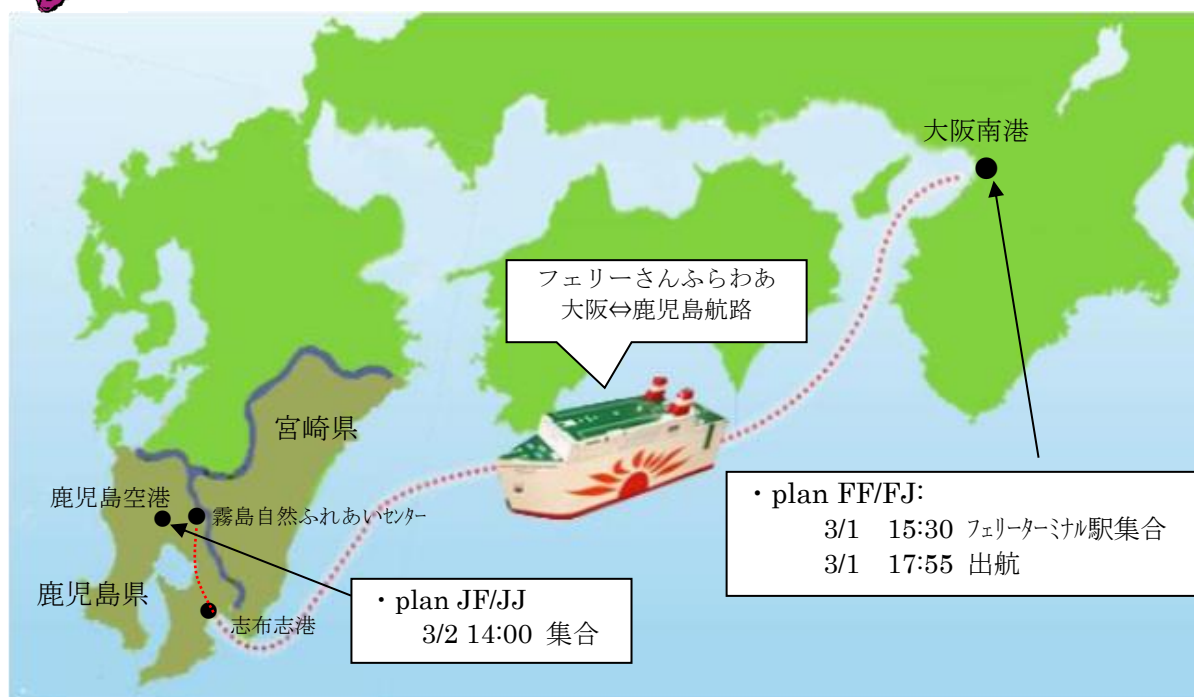 大阪南港
フェリーさんふらわあ
大阪⇔鹿児島航路
宮崎県
鹿児島空港
霧島自然ふれあいセンター
鹿児島県
志布志港
・plan JF/JJ
3/2 14:00 集合
・plan FF/FJ:
3/1 15:30 フェリーターミナル駅集合
3/1 17:55 出航